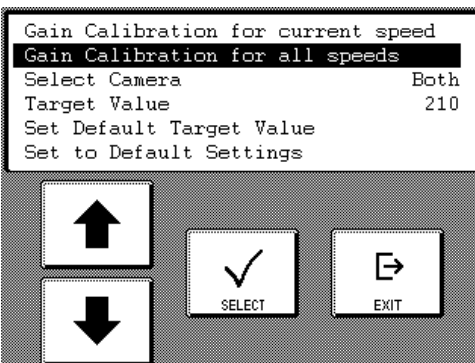 Gain Calibration for current speed
Gain Calibration for all speeds
Select Camera Both
Target Value 210
Set Default Target Value
Set to Default Settings
SELECT
EXIT